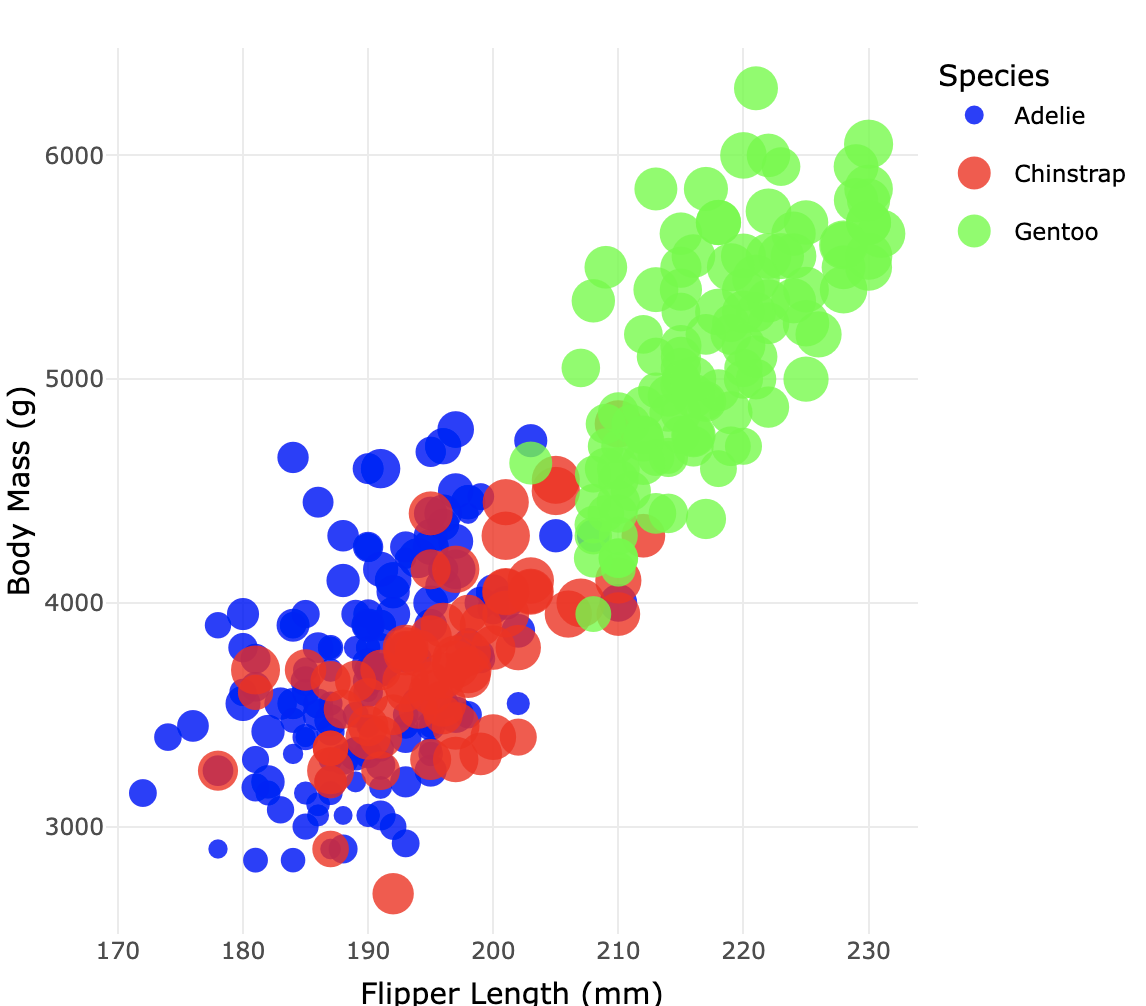 Species
Adelie
Chinstrap
Gentoo
Body Mass (g)
6000
5000
4000
3000
170 180 190 200 210 220 230
Flipper Length (mm)